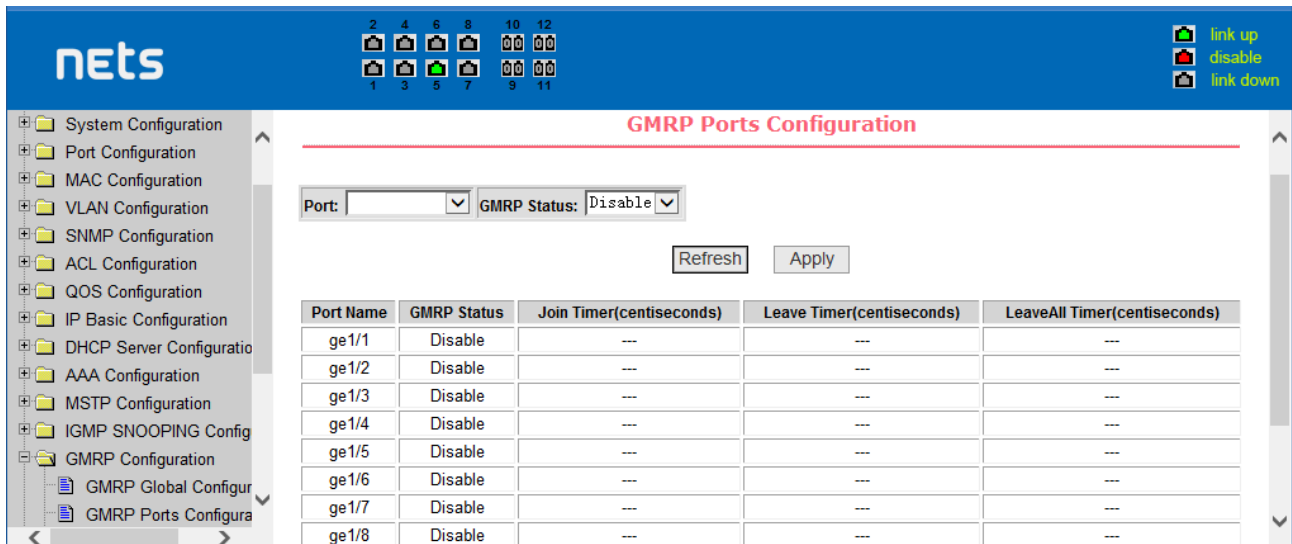 nets
2 4 6 8 10 12
1 3 5 7 9 11
link up
disable
link down
System Configuration
Port Configuration
MAC Configuration
VLAN Configuration
SNMP Configuration
ACL Configuration
QOS Configuration
IP Basic Configuration
DHCP Server Configuratio
AAA Configuration
MSTP Configuration
IGMP SNOOPING Config
GMRP Configuration
GMRP Global Configur
GMRP Ports Configura
GMRP Ports Configuration
Port: GMRP Status: Disable
Refresh Apply
Port Name GMRP Status Join Timer(centiseconds) Leave Timer(centiseconds) LeaveAll Timer(centiseconds)
ge1/1 Disable --- --- ---
ge1/2 Disable --- --- ---
ge1/3 Disable --- --- ---
ge1/4 Disable --- --- ---
ge1/5 Disable --- --- ---
ge1/6 Disable --- --- ---
ge1/7 Disable --- --- ---
ge1/8 Disable --- --- ---